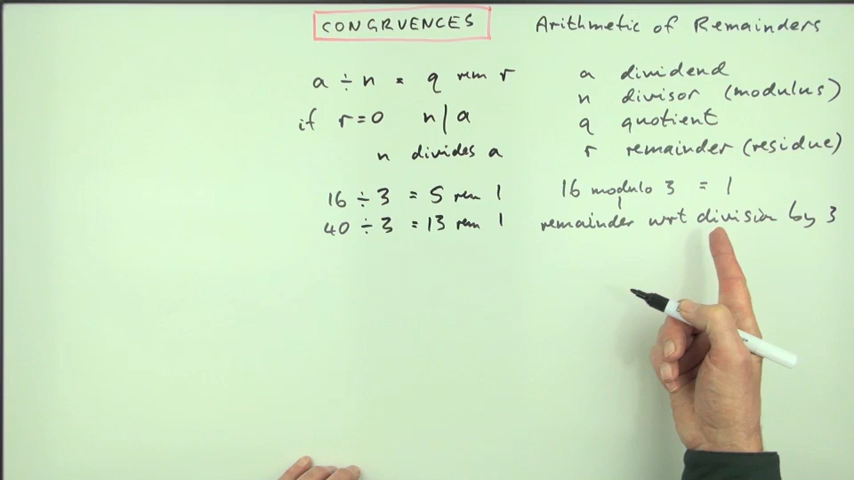 CONGRUENCES Arithmetic of Remainders
a ÷ n = q rem r
a dividend
n divisor (modulus)
if r=0 n|a
q quotient
n divides a
r remainder (residue)
16 ÷ 3 = 5 rem 1
16 modulo 3 = 1
40 ÷ 3 = 13 rem 1
remainder wrt division by 3